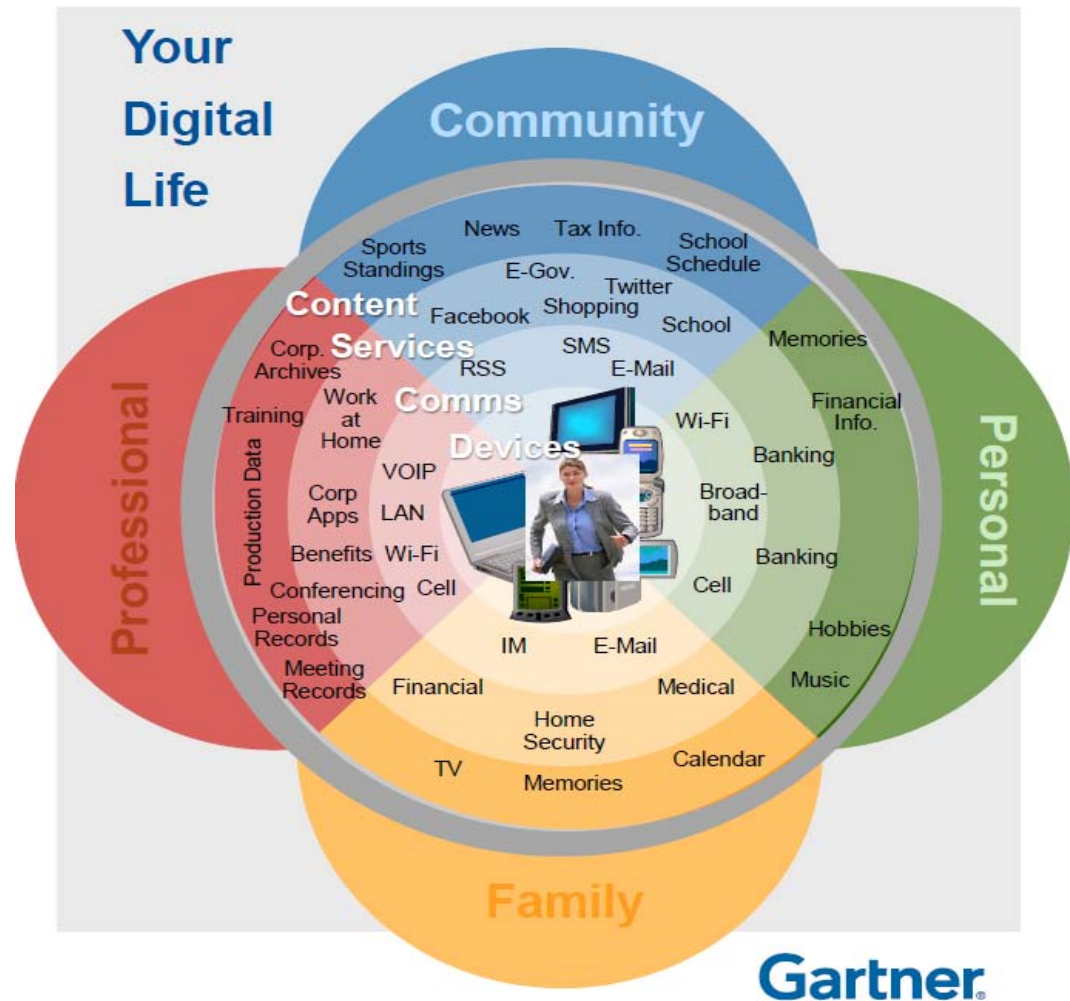 Your
Digital
Life
Community
News
Tax Info.
Sports
Standings
School
Schedule
E-Gov.
Twitter
Content
Facebook
Shopping
School
Services
SMS
Memories
Corp.
Archives
RSS
E-Mail
Comms
Training
Work
at
Home
Wi-Fi
Financial
Info.
Devices
Banking
VOIP
Professional
Production Data
Corp
Apps
LAN
Broad-
band
Personal
Benefits
Wi-Fi
Banking
Conferencing
Cell
Cell
Personal
Records
Hobbies
IM
E-Mail
Meeting
Records
Financial
Medical
Music
Home
Security
TV
Memories
Calendar
Family
Gartner